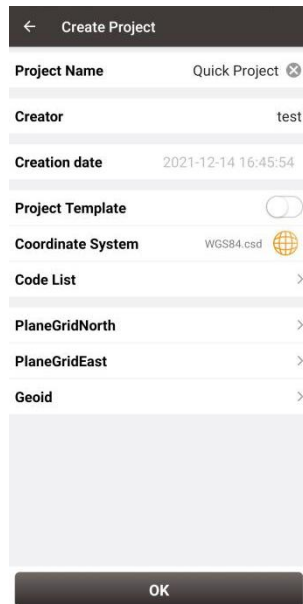 Create Project
Project Name Quick Project
Creator test
Creation date 2021-12-14 16:45:54
Project Template
Coordinate System WGS84.csd
Code List
PlaneGridNorth
PlaneGridEast
Geoid
OK